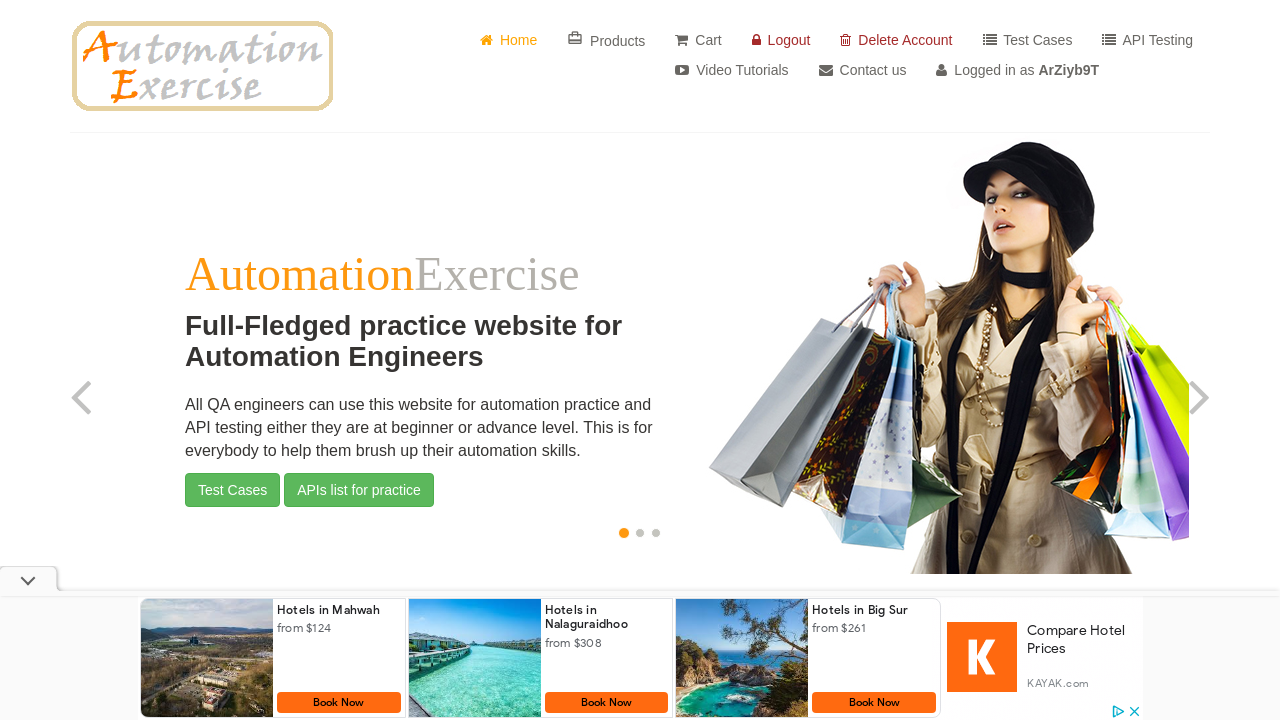 Automation
Exercise
Home
Products
Cart
Logout
Delete Account
Test Cases
API Testing
Video Tutorials
Contact us
Logged in as ArZiyb9T
AutomationExercise
Full-Fledged practice website for
Automation Engineers
All QA engineers can use this website for automation practice and
API testing either they are at beginner or advance level. This is for
everybody to help them brush up their automation skills.
Test Cases
APIs list for practice
Hotels in Mahwah
from $124
Book Now
Hotels in
Nalaguraidhoo
from $308
Book Now
Hotels in Big Sur
from $261
Book Now
K
Compare Hotel
Prices
KAYAK.com